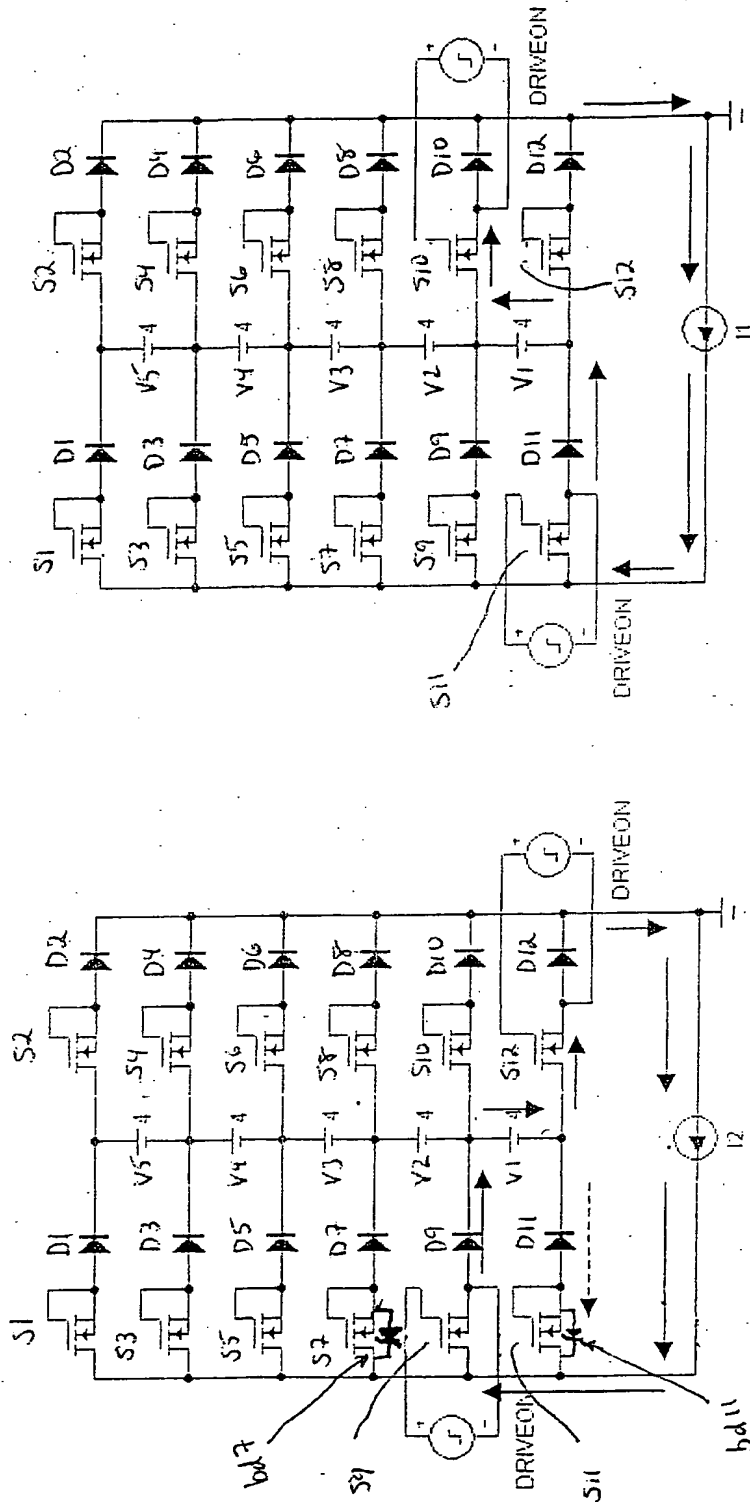 S1 D1 S2 D2
V5 4
S3 D3 S4 D4
V4 4
S5 D5 S6 D6
V3 4
S7 D7 S8 D8
bd7
V2 4
S9 D9 S10 D10
V1 4
+ -
DRIVEON
S11 D11 S12 D12
+ -
DRIVEON
bd11
I2
S1 D1 S2 D2
V5 4
S3 D3 S4 D4
V4 4
S5 D5 S6 D6
V3 4
S7 D7 S8 D8
V2 4
S9 D9 S10 D10
+ -
DRIVEON
V1 4
S11 D11 S12 D12
+ -
DRIVEON
I1